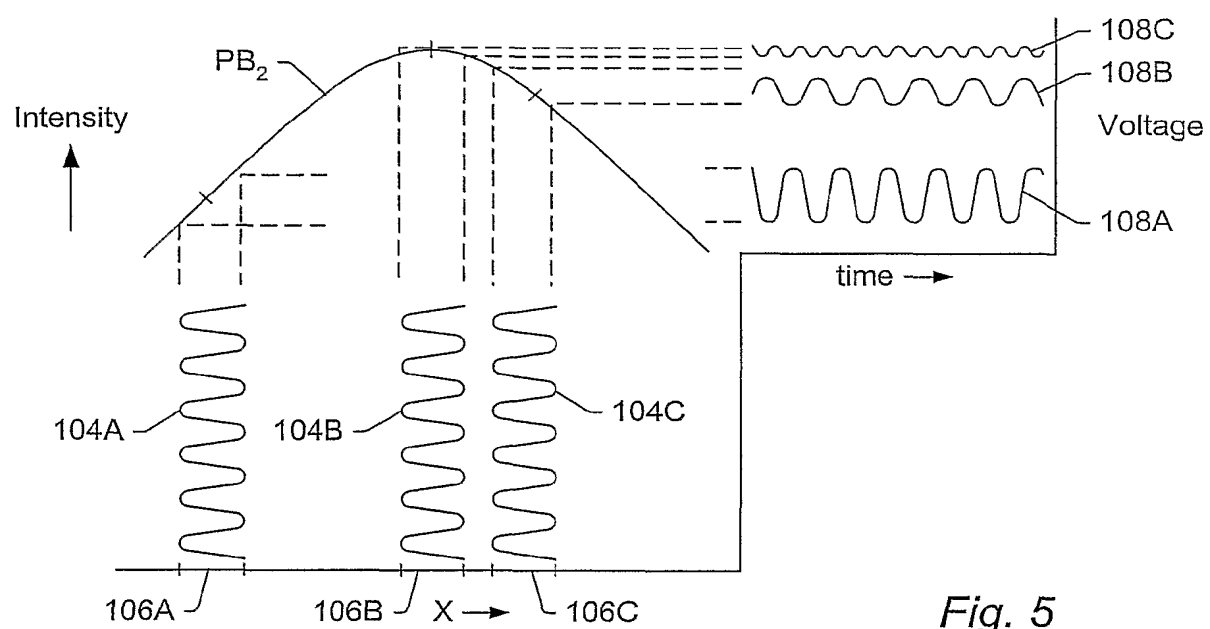 108C
PB2
108B
Intensity
Voltage
108A
time
104A
104B
104C
106A
106B
X
106C
Fig. 5